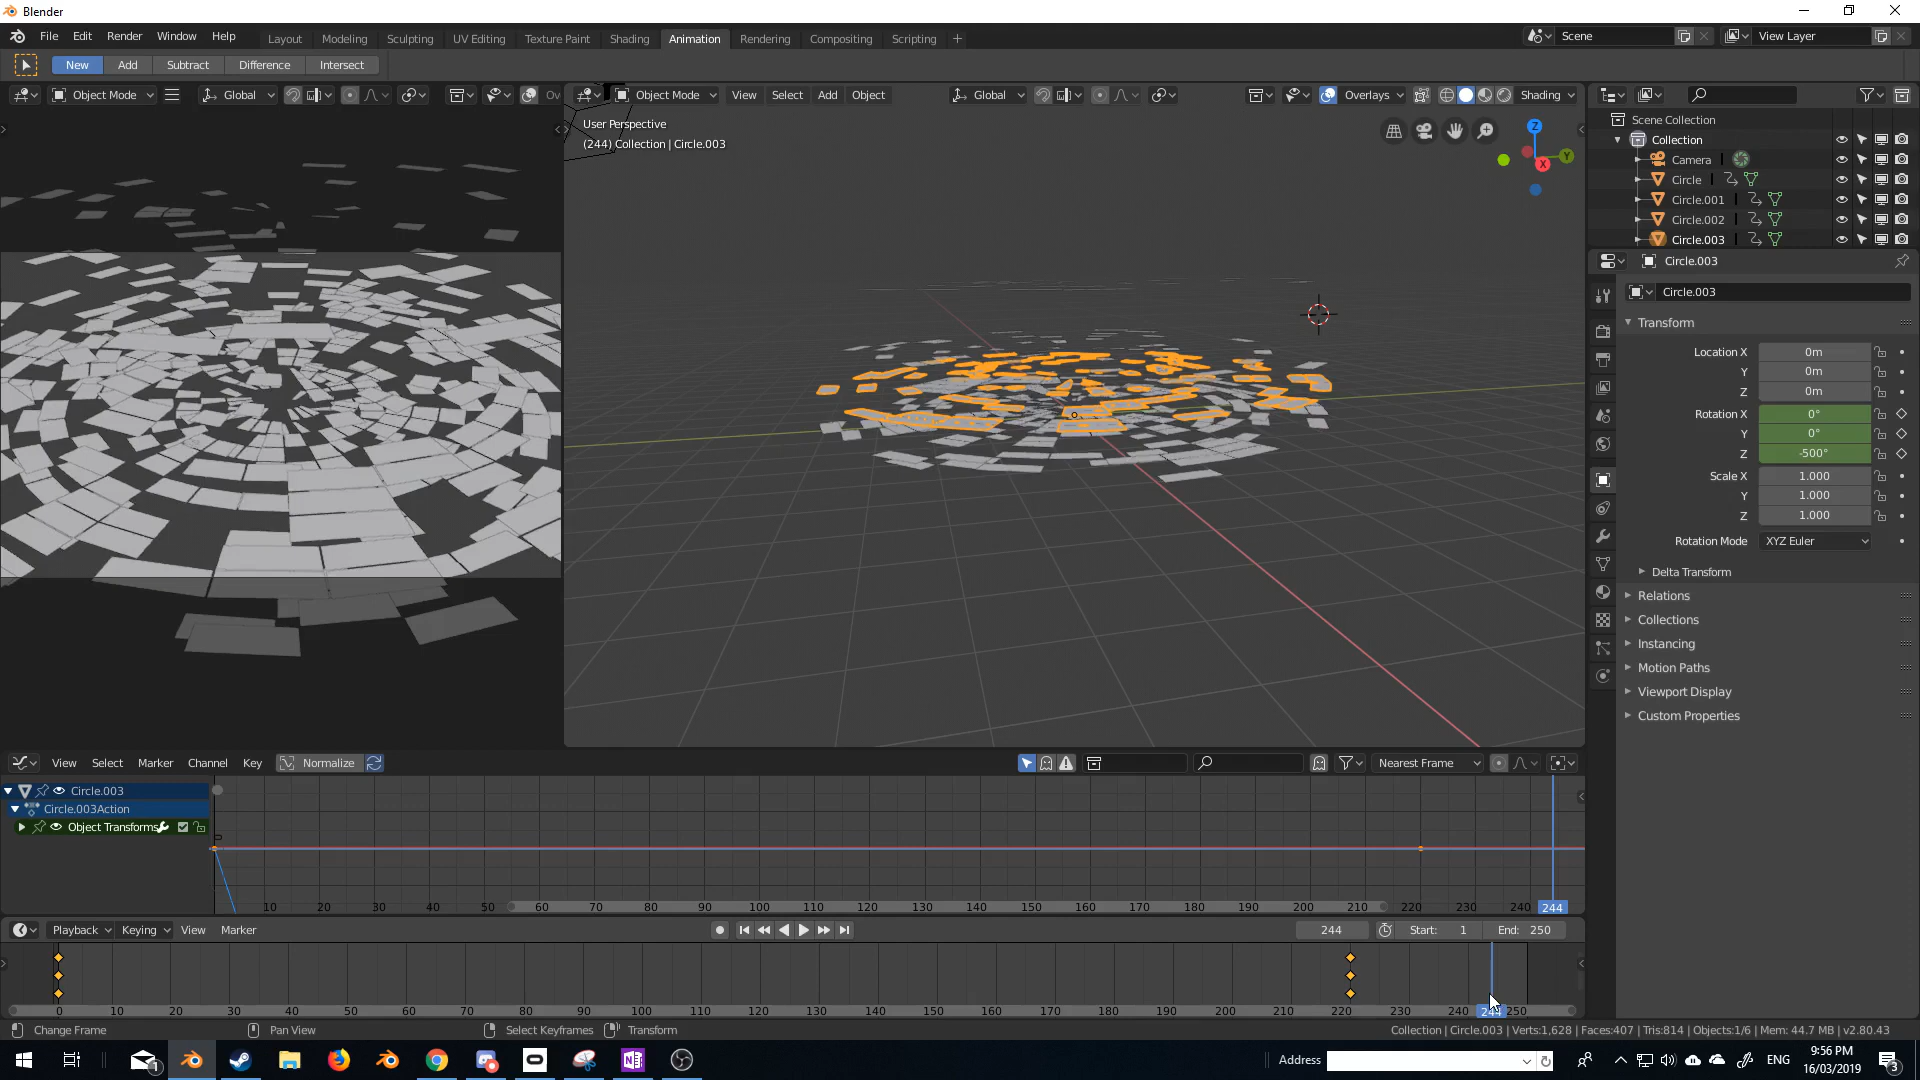 Blender
File Edit Render Window Help
Layout Modeling Sculpting UV Editing Texture Paint Shading Animation Rendering Compositing Scripting +
Scene
View Layer
New Add Subtract Difference Intersect
Object Mode Global Ov
Object Mode View Select Add Object Global Overlays Shading
User Perspective
(244) Collection | Circle.003
Z
Y
X
Scene Collection
Collection
Camera
Circle
Circle.001
Circle.002
Circle.003
Circle.003
Circle.003
Transform
Location X 0m
Y 0m
Z 0m
Rotation X 0°
Y 0°
Z -500°
Scale X 1.000
Y 1.000
Z 1.000
Rotation Mode XYZ Euler
Delta Transform
Relations
Collections
Instancing
Motion Paths
Viewport Display
Custom Properties
View Select Marker Channel Key Normalize Nearest Frame
Circle.003
Circle.003Action
Object Transforms
10 20 30 40 50 60 70 80 90 100 110 120 130 140 150 160 170 180 190 200 210 220 230 240 244
Playback Keying View Marker 244 Start: 1 End: 250
0 10 20 30 40 50 60 70 80 90 100 110 120 130 140 150 160 170 180 190 200 210 220 230 240 244 250
Change Frame Pan View Select Keyframes Transform
Collection | Circle.003 | Verts:1,628 | Faces:407 | Tris:814 | Objects:1/6 | Mem: 44.7 MB | v2.80.43
1 Address ENG 9:56 PM
16/03/2019 3